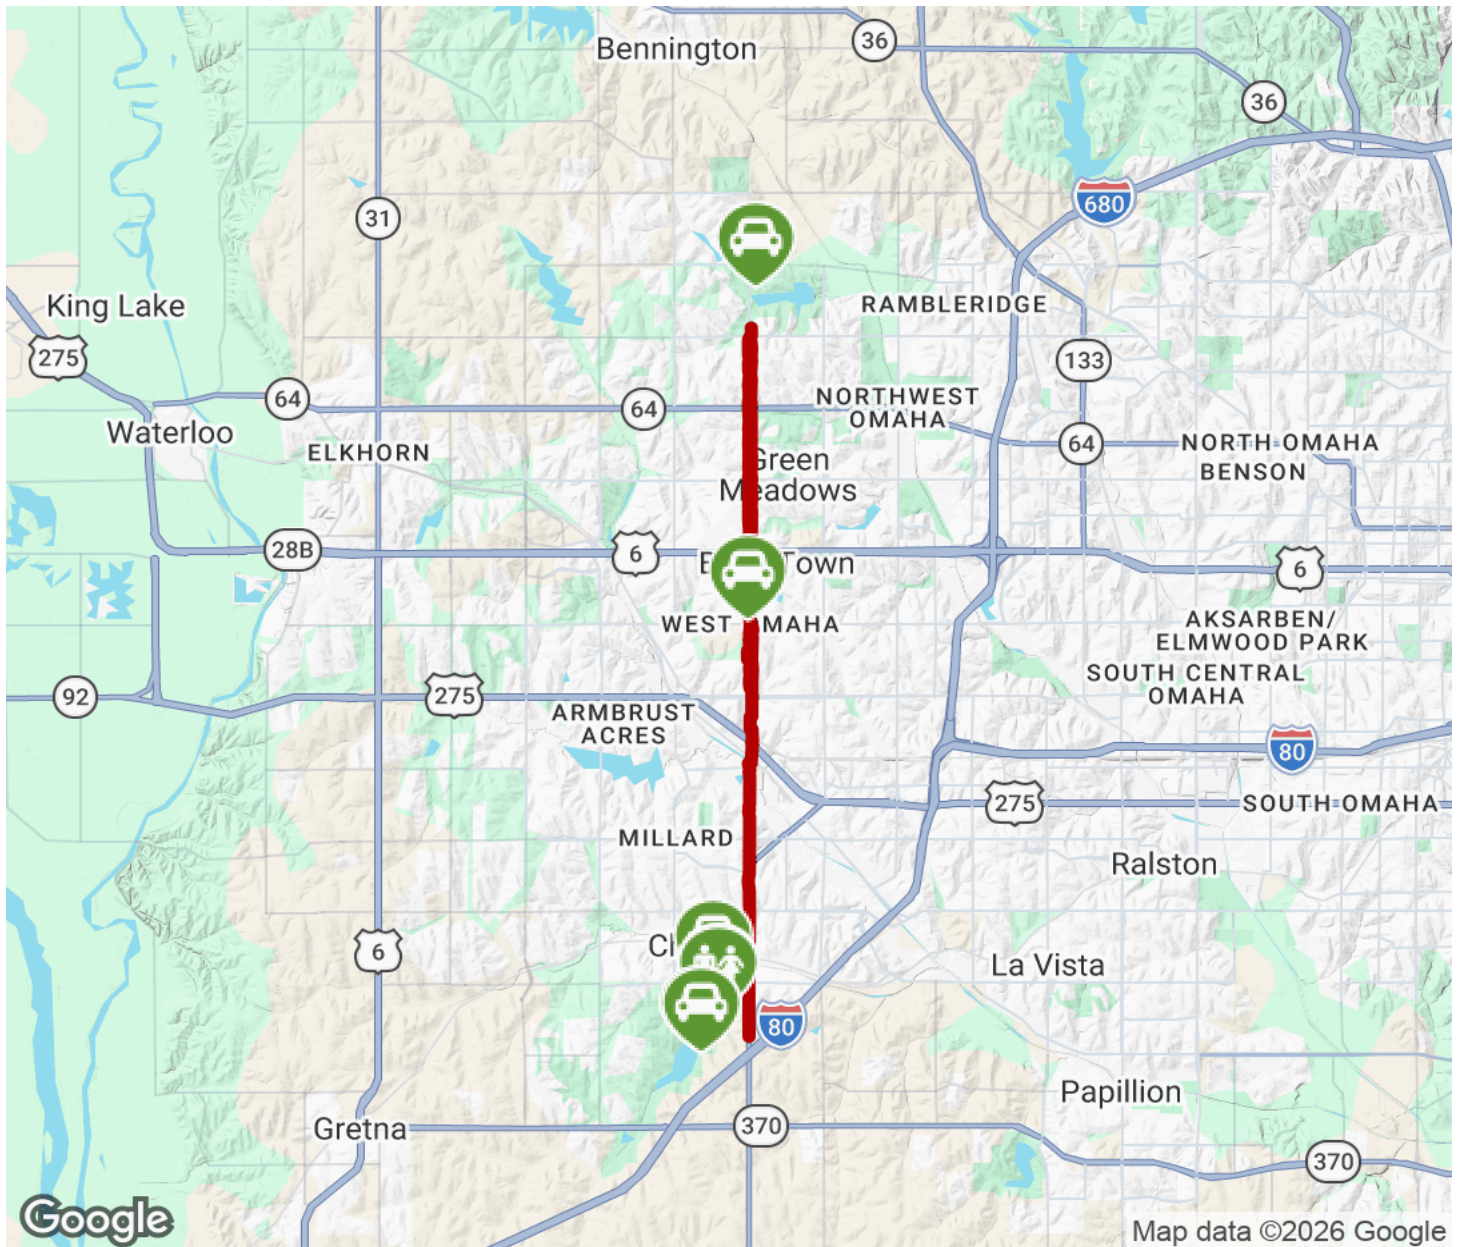 Bennington
36
36
680
31
King Lake
RAMBLERIDGE
275
133
64
64
NORTHWEST
OMAHA
Waterloo
ELKHORN
64
NORTH OMAHA
BENSON
Green
Meadows
28B
6
Town
6
WEST OMAHA
AKSARBEN/
ELMWOOD PARK
92
275
SOUTH CENTRAL
OMAHA
ARMBRUST
ACRES
80
275
SOUTH OMAHA
MILLARD
Ralston
6
La Vista
80
Papillion
Gretna
370
370
Google
Map data ©2026 Google